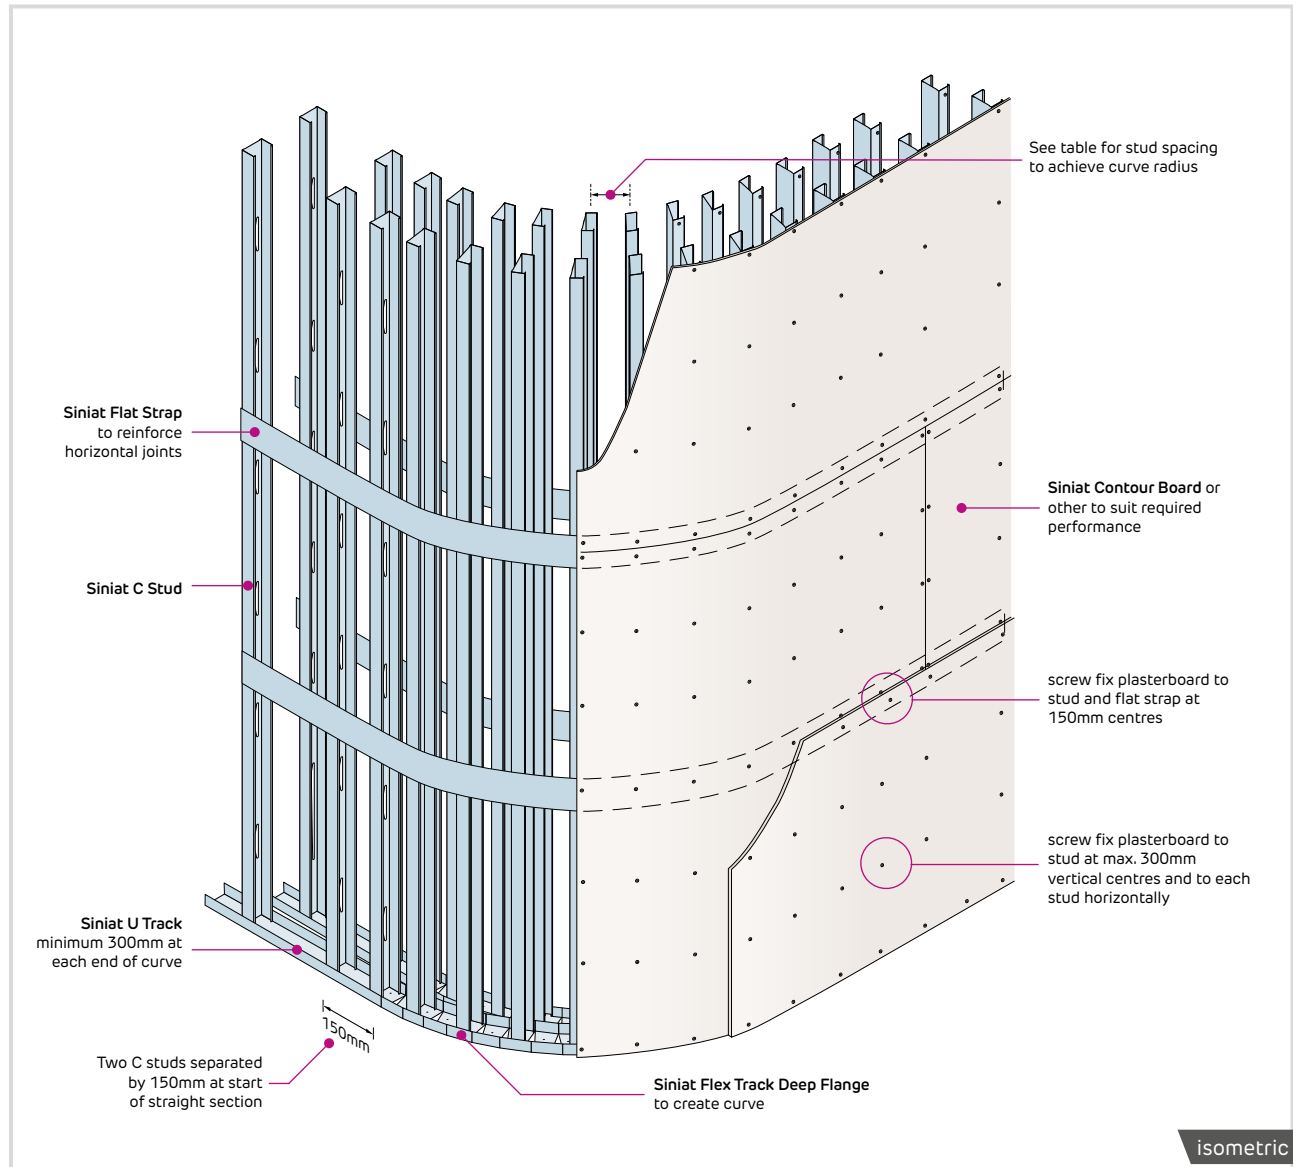 See table for stud spacing
to achieve curve radius
Siniat Flat Strap
to reinforce
horizontal joints
Siniat Contour Board or
other to suit required
performance
Siniat C Stud
screw fix plasterboard to
stud and flat strap at
150mm centres
screw fix plasterboard to
stud at max. 300mm
vertical centres and to each
stud horizontally
Siniat U Track
minimum 300mm at
each end of curve
150mm
Two C studs separated
by 150mm at start
of straight section
Siniat Flex Track Deep Flange
to create curve
isometric